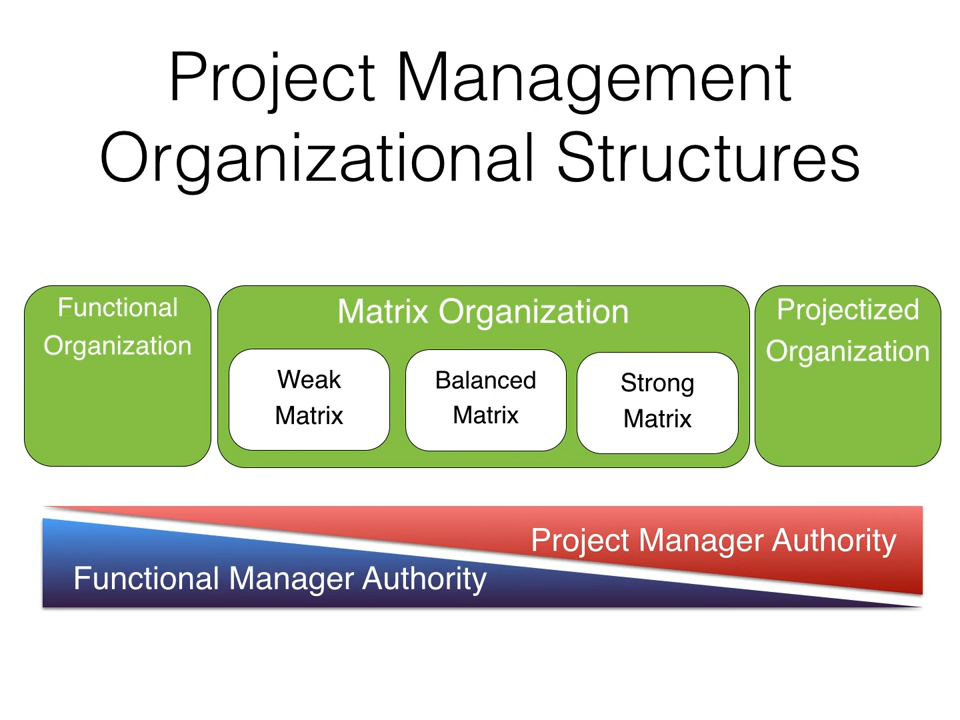 Project Management
Organizational Structures
Functional
Organization
Matrix Organization
Weak
Matrix
Balanced
Matrix
Strong
Matrix
Projectized
Organization
Project Manager Authority
Functional Manager Authority